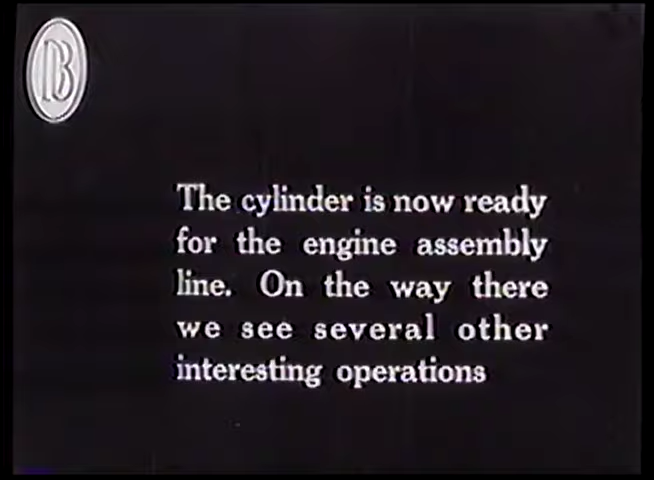 B
The cylinder is now ready
for the engine assembly
line. On the way there
we see several other
interesting operations